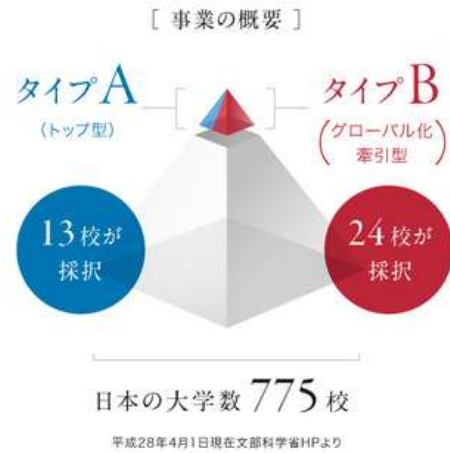 ［ 事業の概要 ］
タイプA
（トップ型）
タイプB
（グローバル化
牽引型）
13校が
採択
24校が
採択
日本の大学数 775 校
平成28年4月1日現在文部科学省HPより